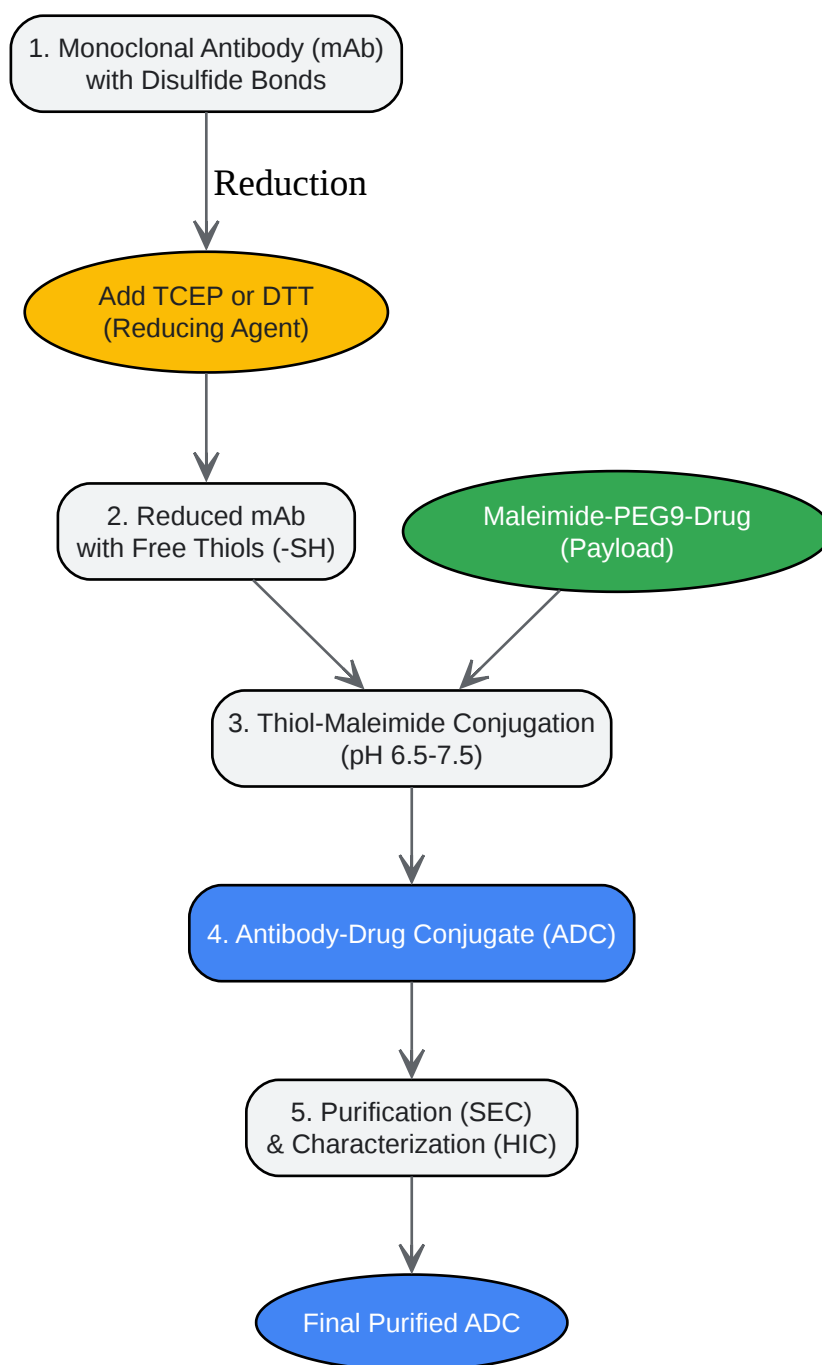 1. Monoclonal Antibody (mAb)
with Disulfide Bonds
Reduction
Add TCEP or DTT
(Reducing Agent)
2. Reduced mAb
with Free Thiols (-SH)
Maleimide-PEG9-Drug
(Payload)
3. Thiol-Maleimide Conjugation
(pH 6.5-7.5)
4. Antibody-Drug Conjugate (ADC)
5. Purification (SEC)
& Characterization (HIC)
Final Purified ADC